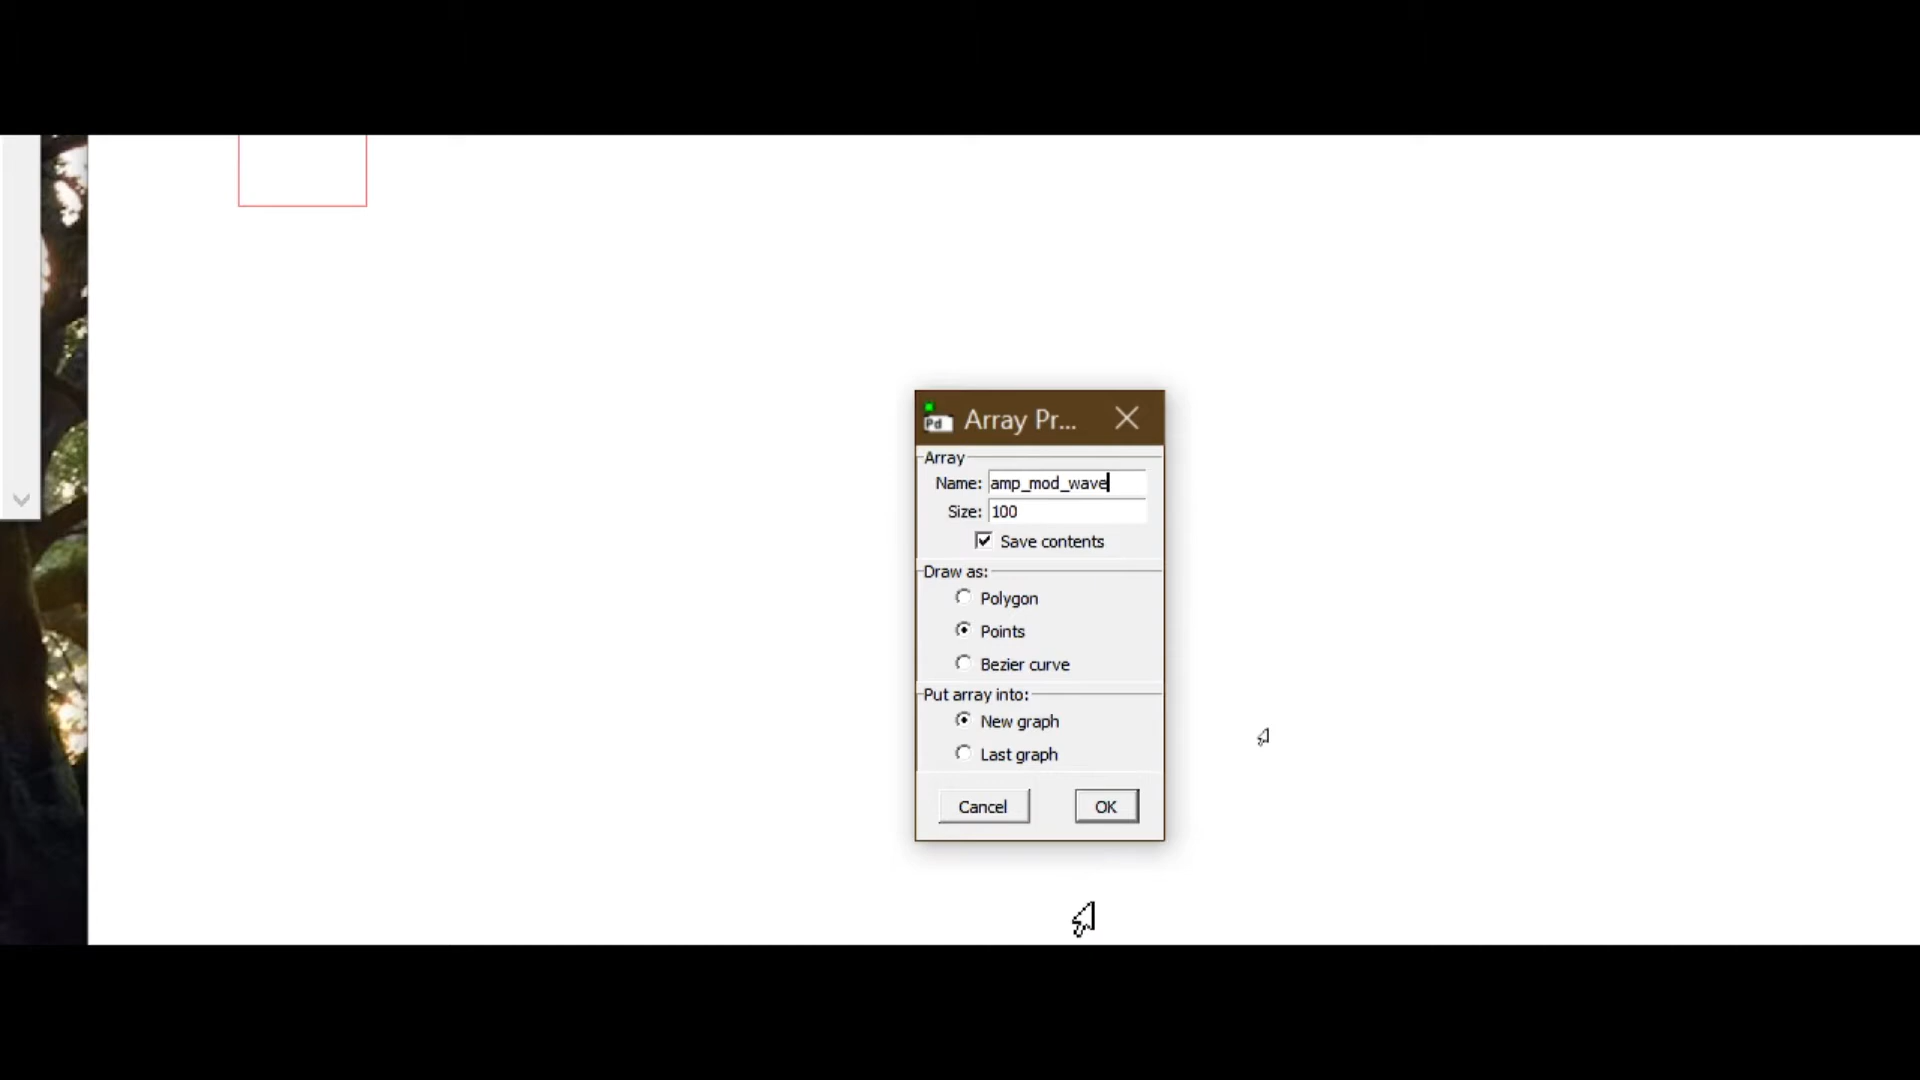 Pd Array Pr...
Array
Name: amp_mod_wave
Size: 100
Save contents
Draw as:
Polygon
Points
Bezier curve
Put array into:
New graph
Last graph
Cancel OK